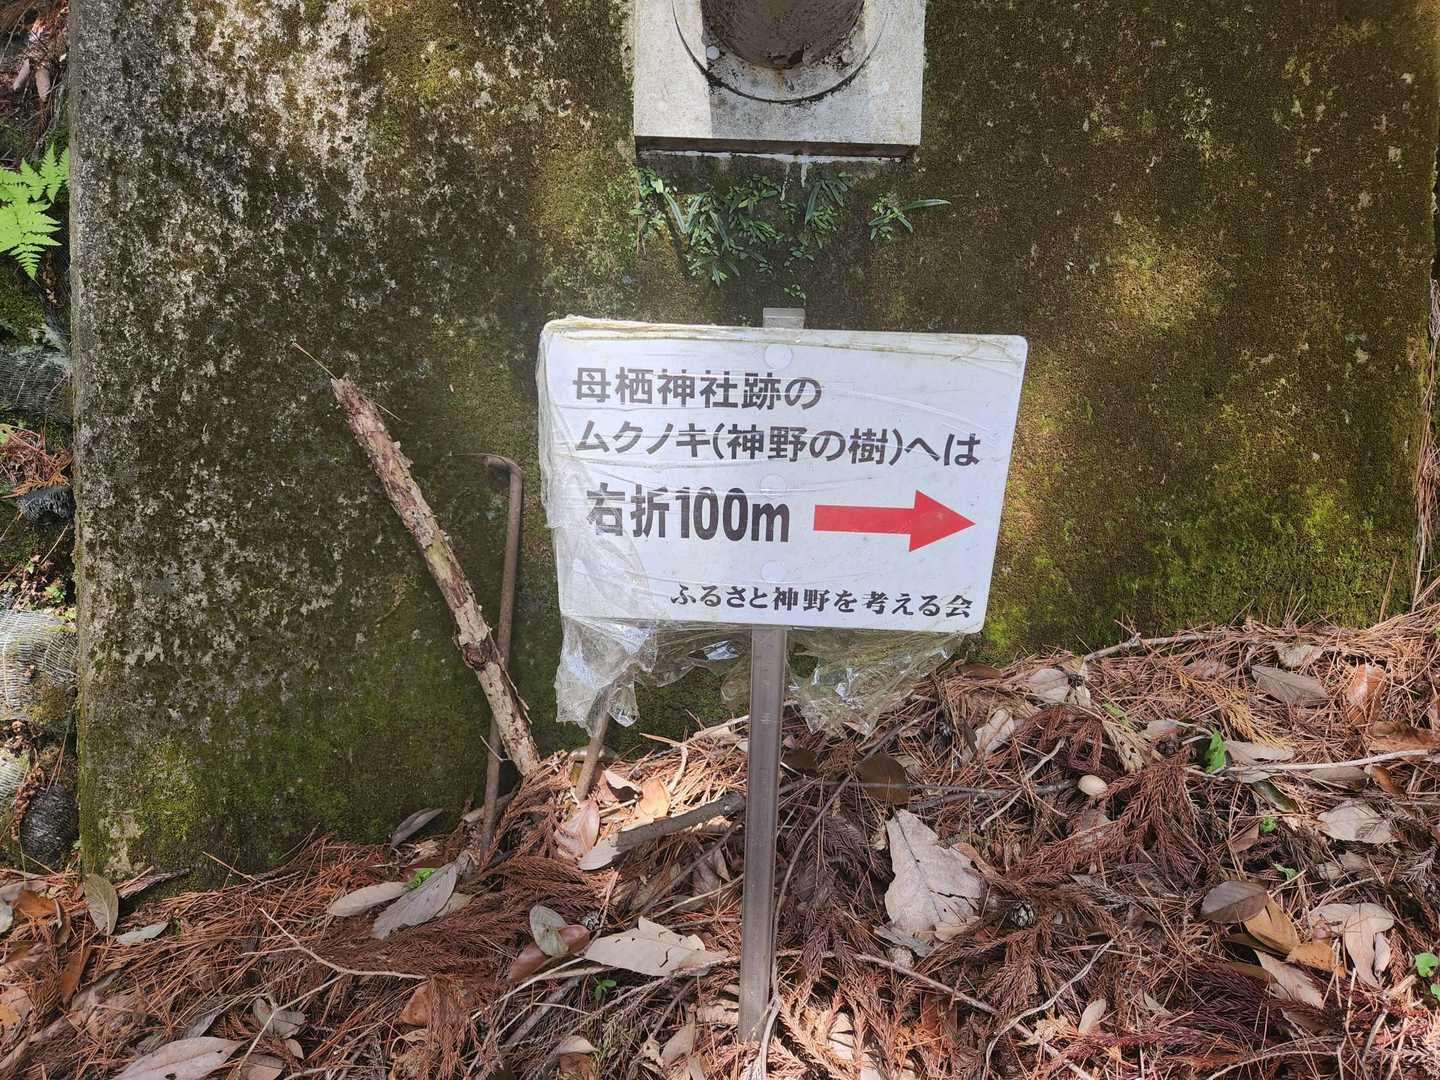 母栖神社跡の
ムクノキ(神野の樹)へは
右折100m
ふるさと神野を考える会